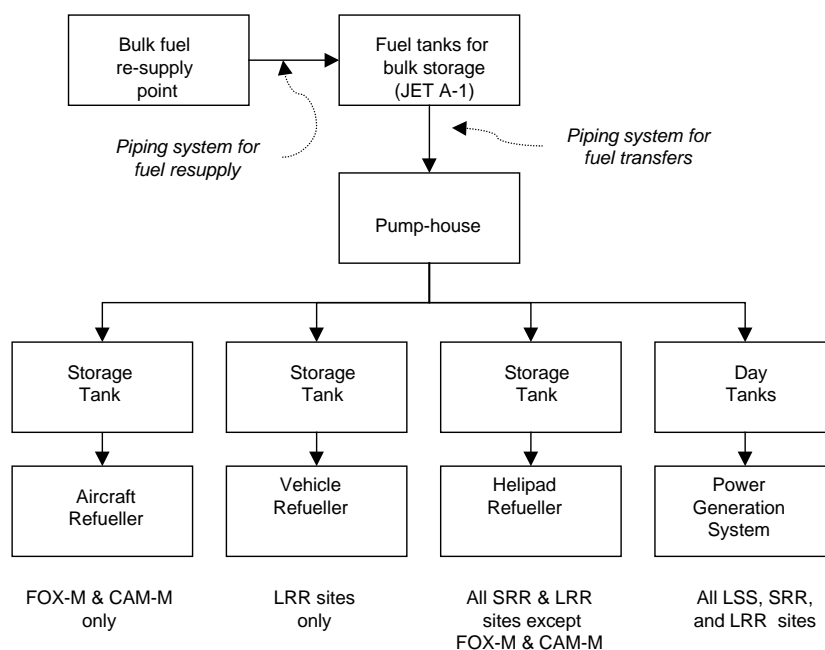 Bulk fuel
re-supply
point
Fuel tanks for
bulk storage
(JET A-1)
Piping system for
fuel resupply
Piping system for
fuel transfers
Pump-house
Storage
Tank
Storage
Tank
Storage
Tank
Day
Tanks
Aircraft
Refueller
Vehicle
Refueller
Helipad
Refueller
Power
Generation
System
FOX-M & CAM-M
only
LRR sites
only
All SRR & LRR
sites except
FOX-M & CAM-M
All LSS, SRR,
and LRR sites